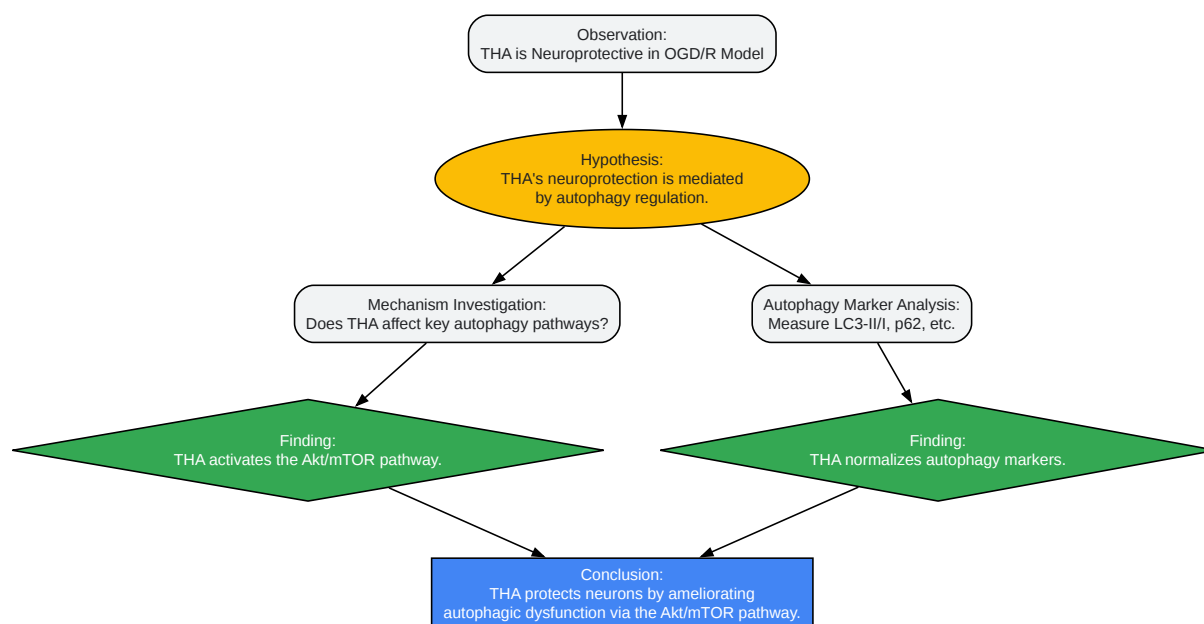 Observation:
THA is Neuroprotective in OGD/R Model
Hypothesis:
THA's neuroprotection is mediated
by autophagy regulation.
Mechanism Investigation:
Does THA affect key autophagy pathways?
Autophagy Marker Analysis:
Measure LC3-II/I, p62, etc.
Finding:
THA activates the Akt/mTOR pathway.
Finding:
THA normalizes autophagy markers.
Conclusion:
THA protects neurons by ameliorating
autophagic dysfunction via the Akt/mTOR pathway.